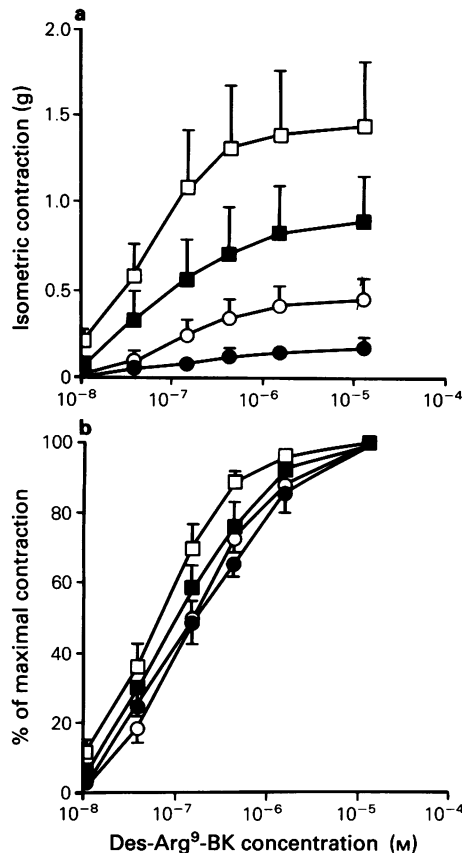 a
Isometric contraction (g)
2.0
1.5
1.0
0.5
0
10⁻⁸ 10⁻⁷ 10⁻⁶ 10⁻⁵ 10⁻⁴
b
% of maximal contraction
100
80
60
40
20
0
10⁻⁸ 10⁻⁷ 10⁻⁶ 10⁻⁵ 10⁻⁴
Des-Arg⁹-BK concentration (M)